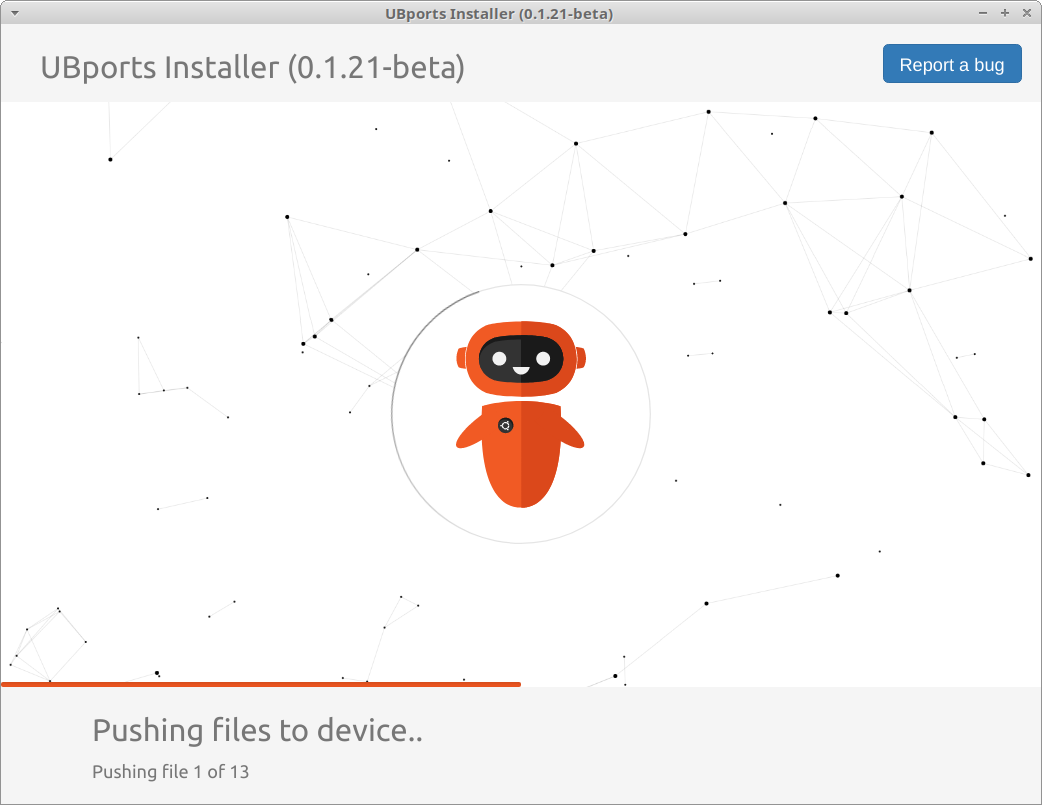 UBports Installer (0.1.21-beta)
UBports Installer (0.1.21-beta)
Report a bug
Pushing files to device..
Pushing file 1 of 13